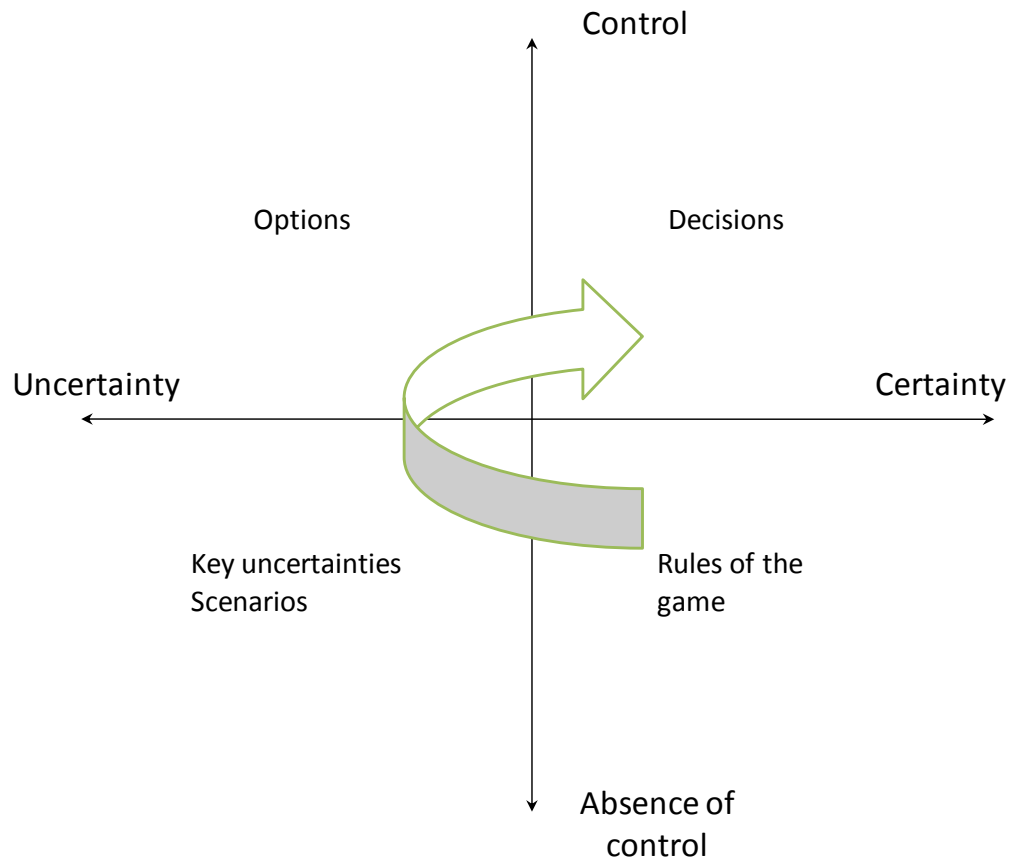 Control
Options
Decisions
Uncertainty
Certainty
Key uncertainties
Scenarios
Rules of the
game
Absence of
control